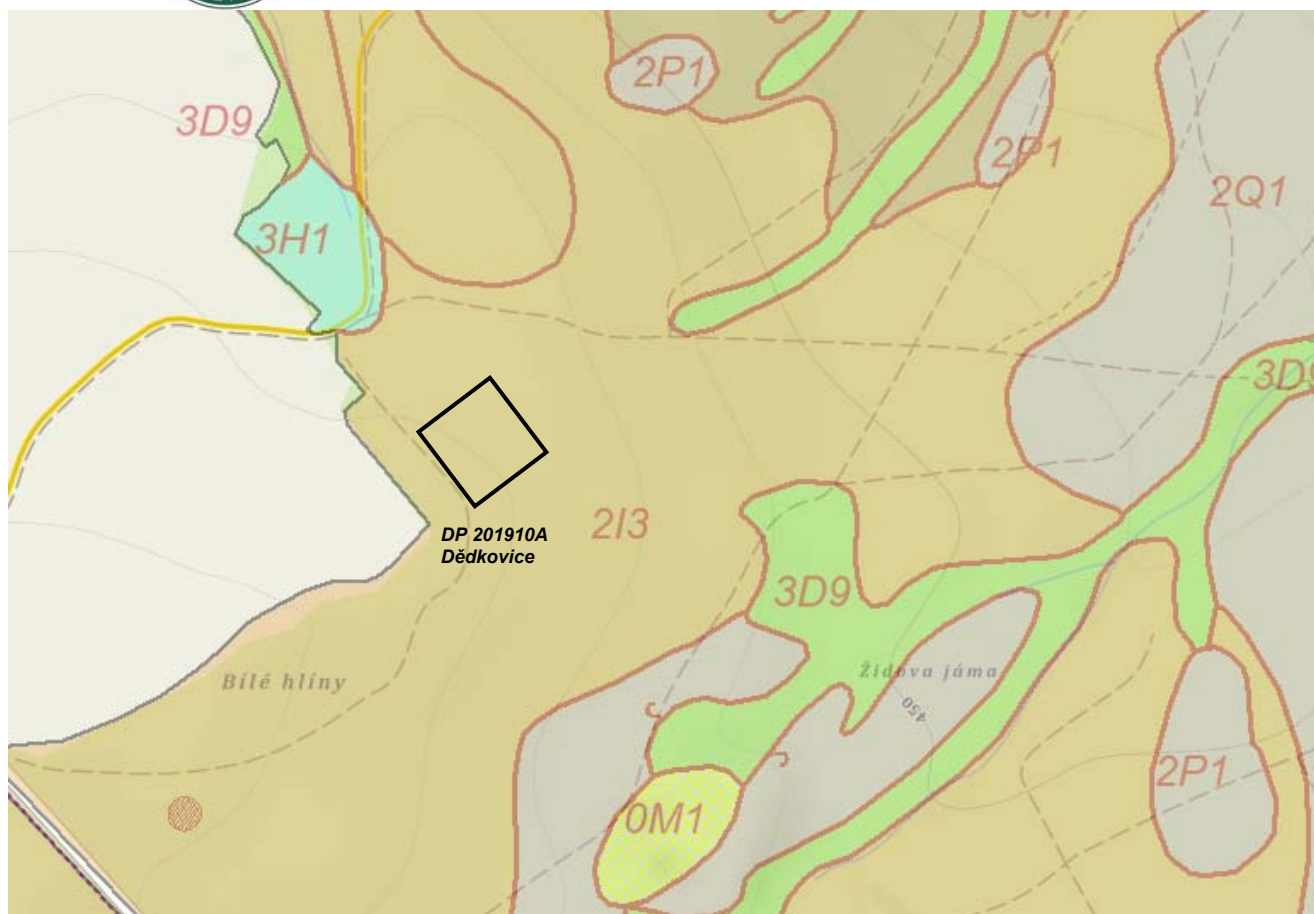 2P1
3D9
2P1
2Q1
3H1
3D9
DP 201910A
Dědkovice
2I3
3D9
Bílé hlíny
Židova jáma
450
2P1
0M1